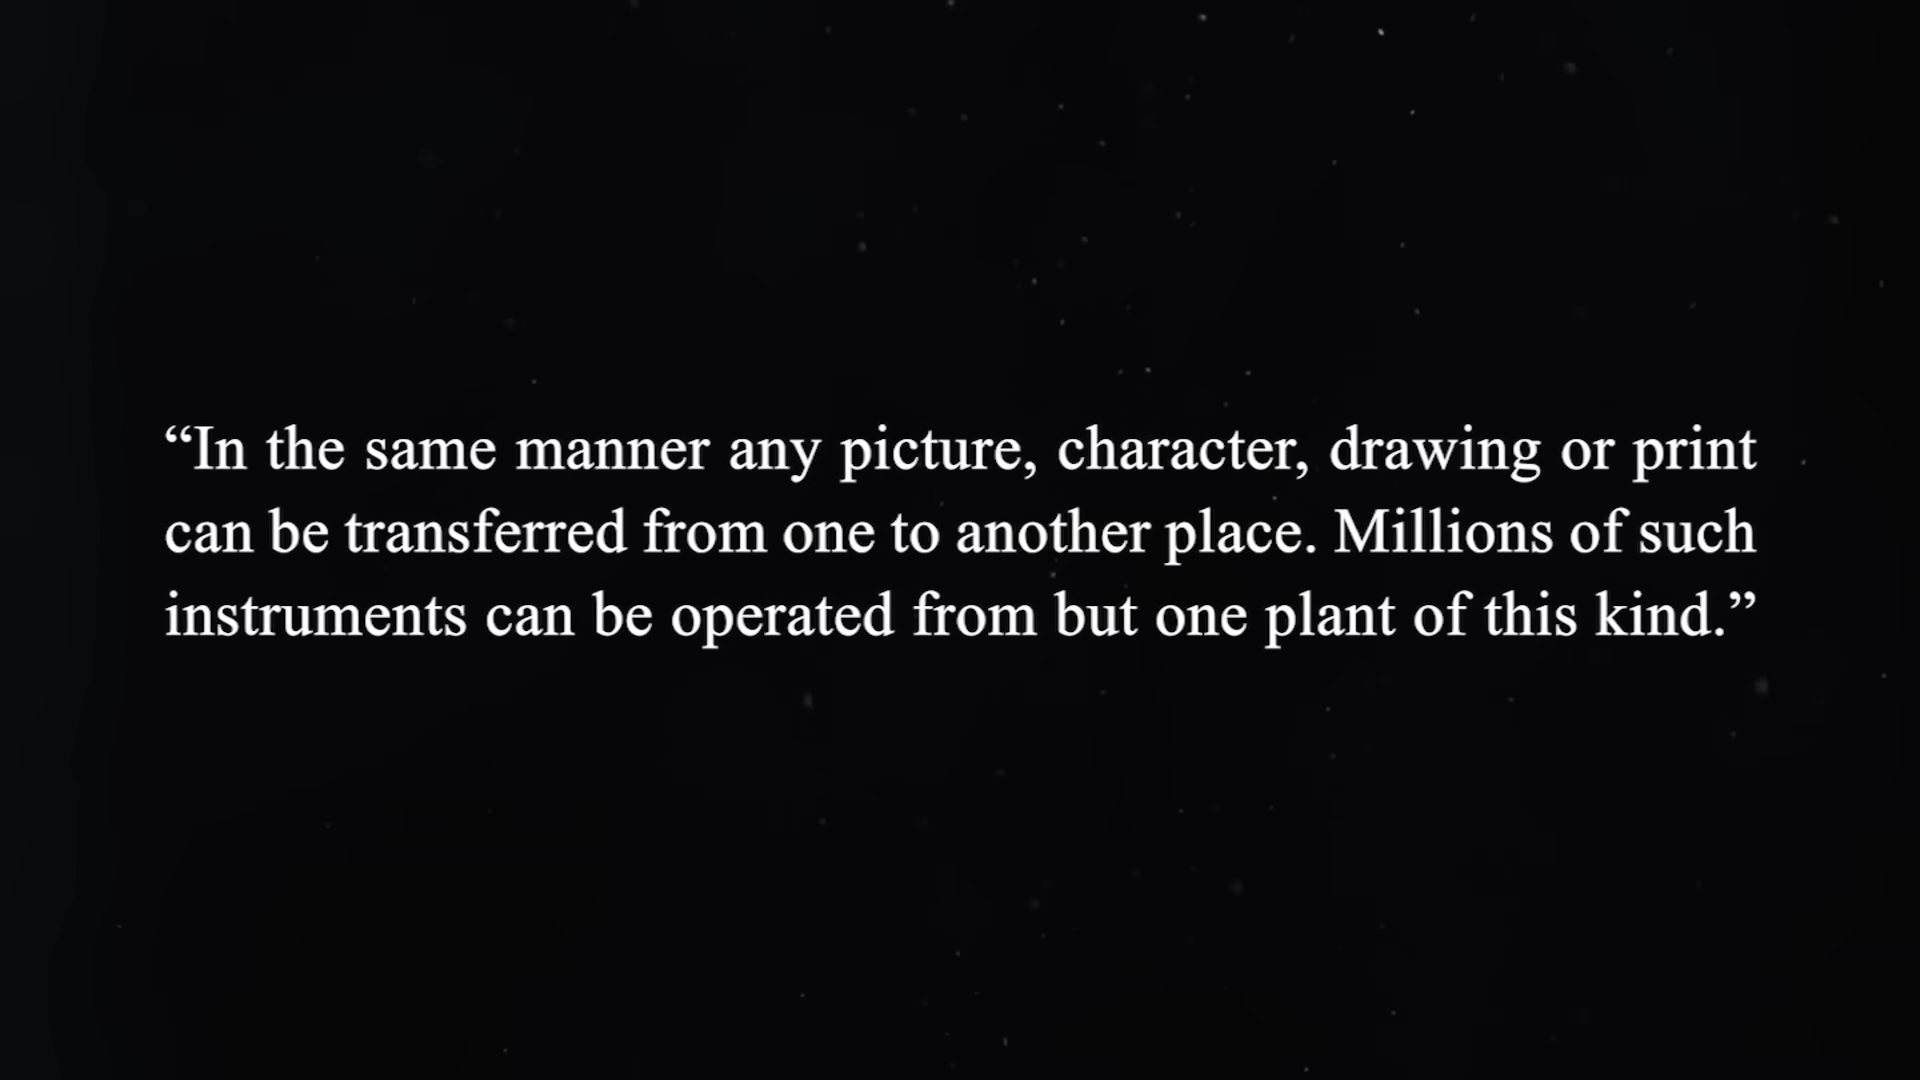 “In the same manner any picture, character, drawing or print
can be transferred from one to another place. Millions of such
instruments can be operated from but one plant of this kind.”